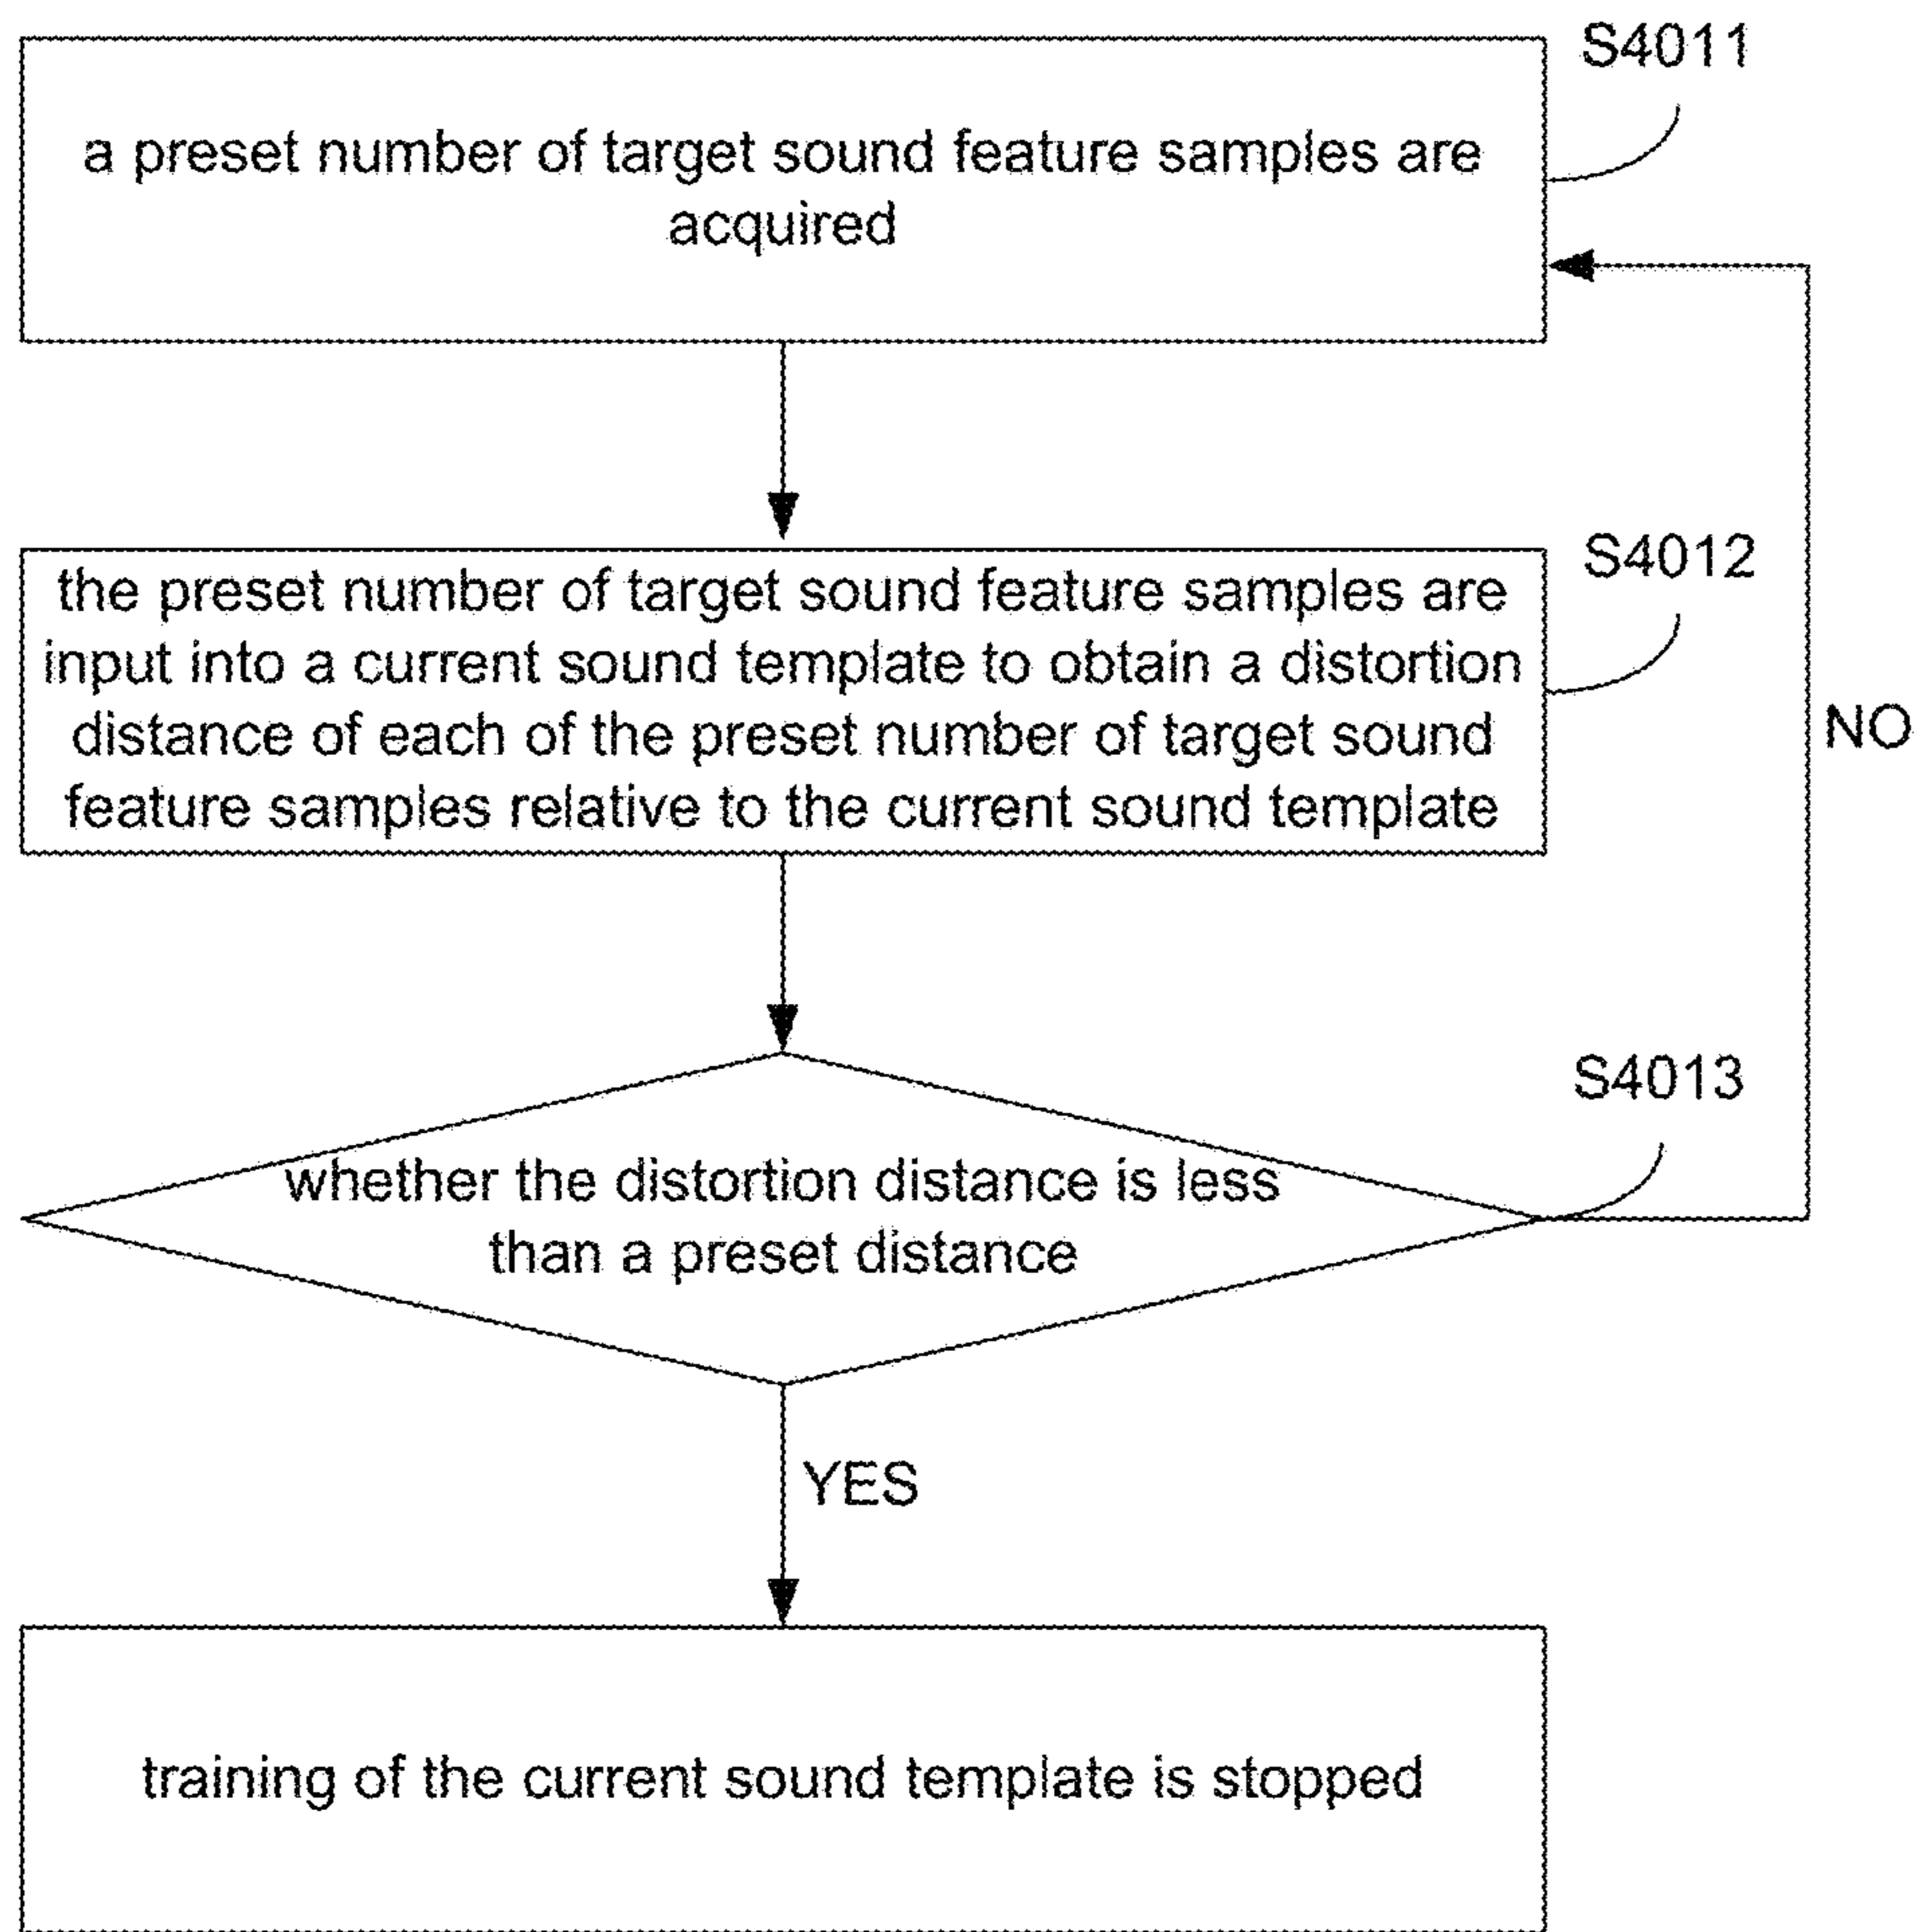 S4011
a preset number of target sound feature samples are
acquired
S4012
the preset number of target sound feature samples are
input into a current sound template to obtain a distortion
distance of each of the preset number of target sound
feature samples relative to the current sound template
NO
S4013
whether the distortion distance is less
than a preset distance
YES
training of the current sound template is stopped